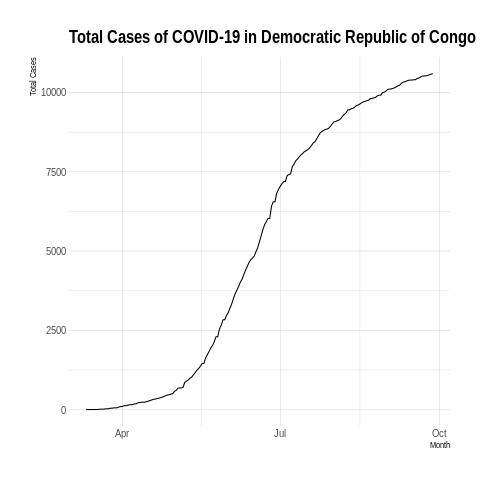 Total Cases of COVID-19 in Democratic Republic of Congo
Total Cases
10000
7500
5000
2500
0
Apr
Jul
Oct
Month